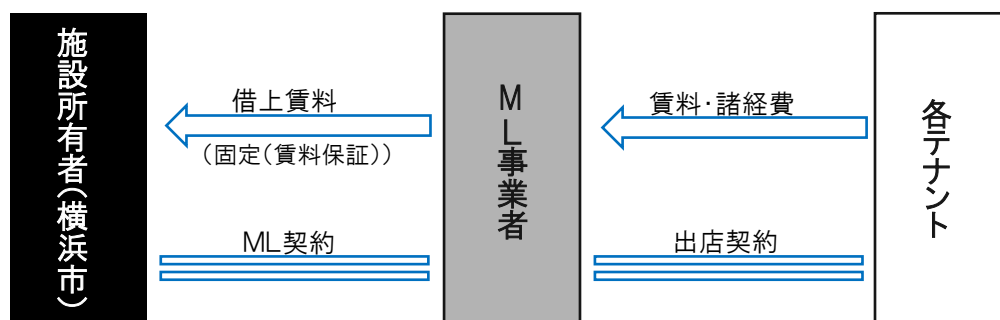 施設所有者(横浜市)
借上賃料
(固定(賃料保証))
ML契約
ML事業者
賃料・諸経費
出店契約
各テナント